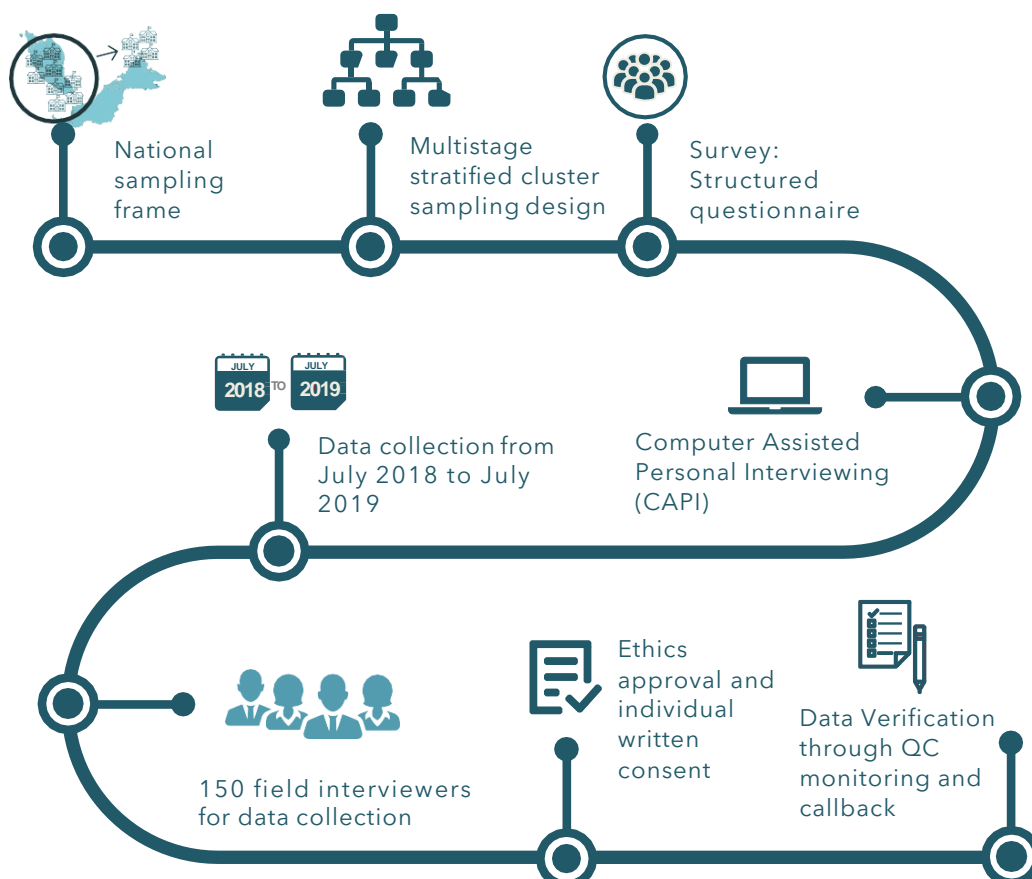 National
sampling
frame
Multistage
stratified cluster
sampling design
Survey:
Structured
questionnaire
JULY
2018
TO
JULY
2019
Data collection from
July 2018 to July
2019
Computer Assisted
Personal Interviewing
(CAPI)
150 field interviewers
for data collection
Ethics
approval and
individual
written
consent
Data Verification
through QC
monitoring and
callback